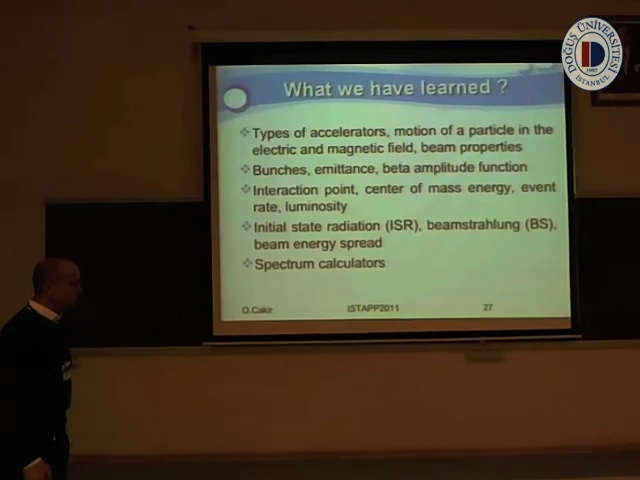 DOĞUŞ ÜNİVERSİTESİ
1997
İSTANBUL
What we have learned ?
Types of accelerators, motion of a particle in the
electric and magnetic field, beam properties
Bunches, emittance, beta amplitude function
Interaction point, center of mass energy, event
rate, luminosity
Initial state radiation (ISR), beamstrahlung (BS),
beam energy spread
Spectrum calculators
O.Cakir ISTAPP2011 27